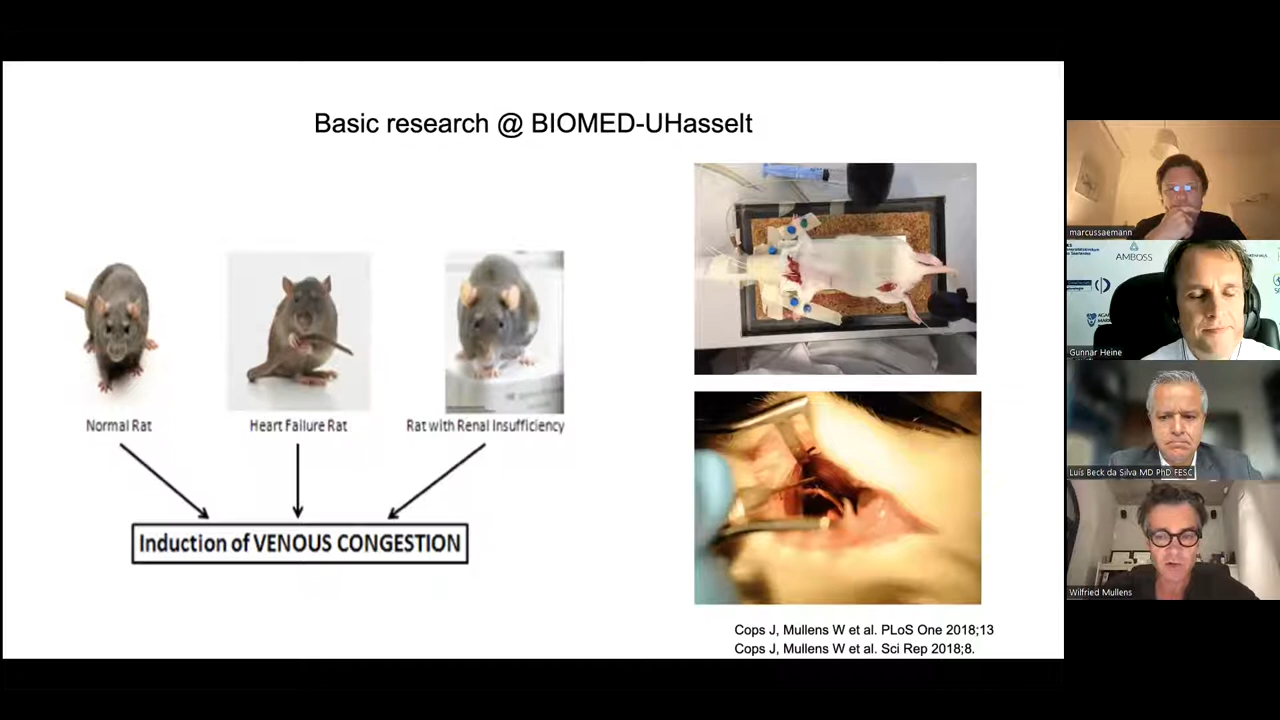 Basic research @ BIOMED-UHasselt
Normal Rat
Heart Failure Rat
Rat with Renal Insufficiency
Induction of VENOUS CONGESTION
Cops J, Mullens W et al. PLoS One 2018;13
Cops J, Mullens W et al. Sci Rep 2018;8.
marcussaemann
AMBOSS
Gunnar Heine
Luís Beck da Silva MD PhD FESC
Wilfried Mullens